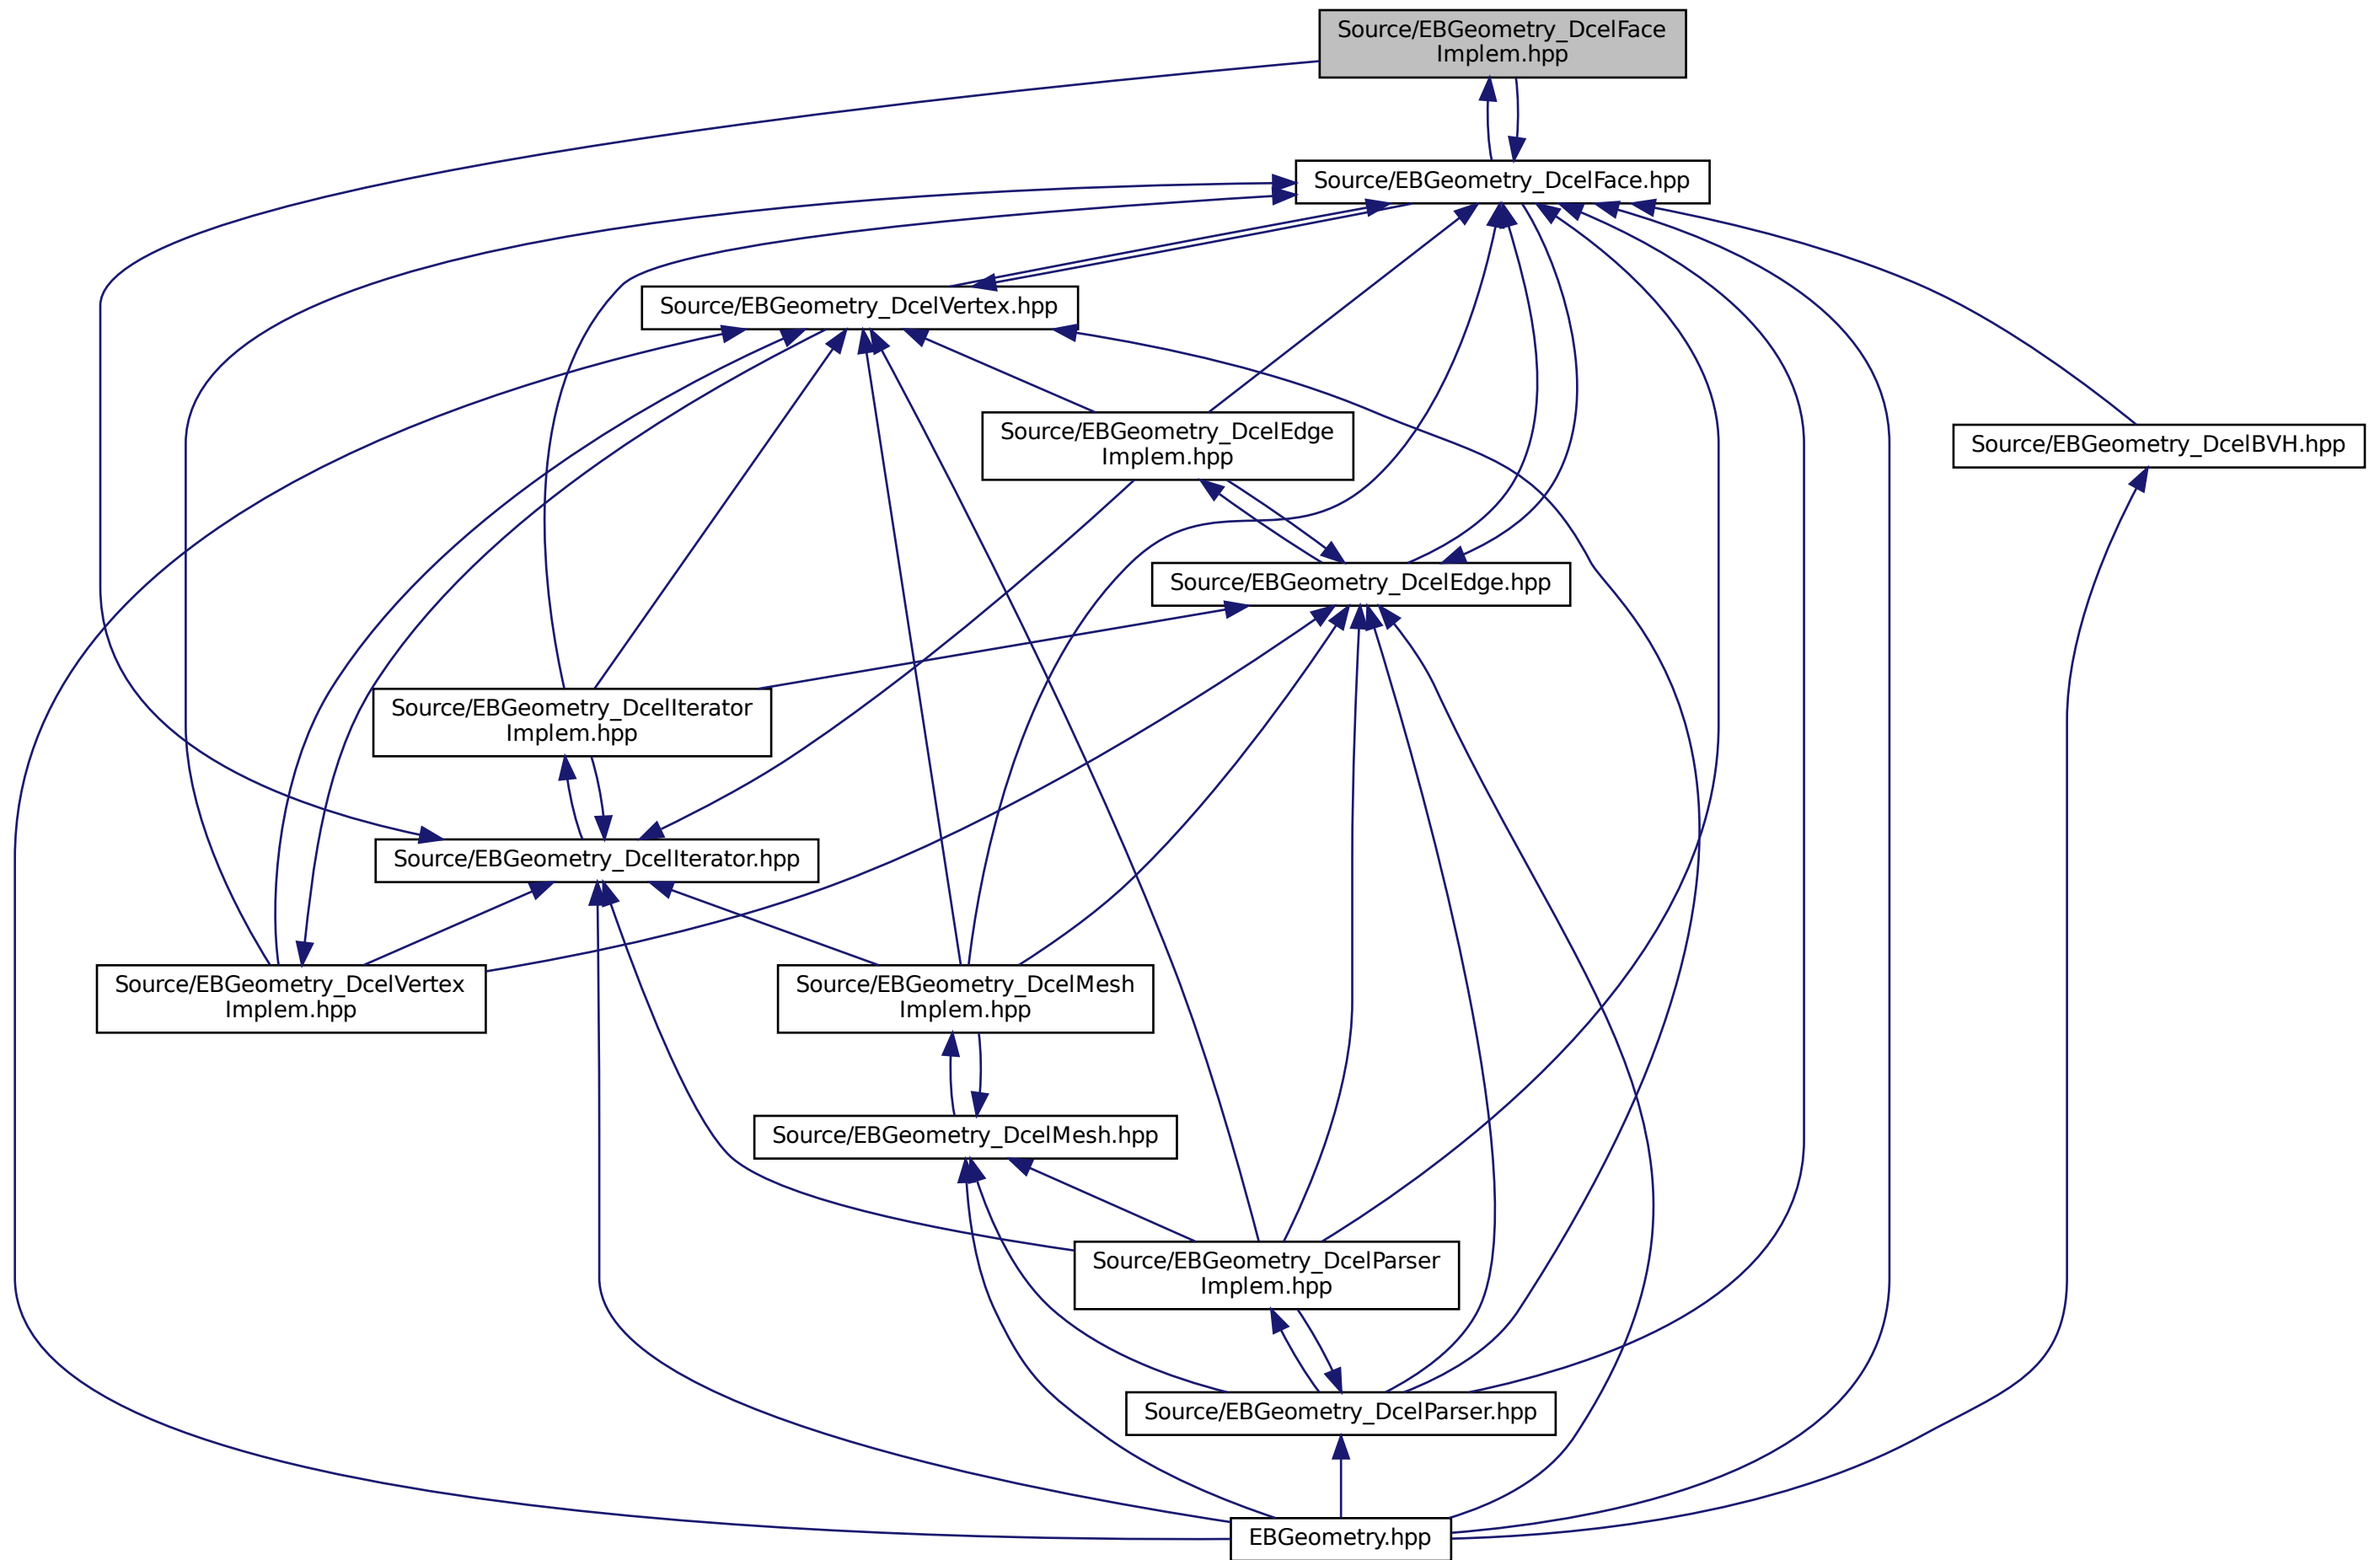 Source/EBGeometry_DcelFace
Implem.hpp
Source/EBGeometry_DcelFace.hpp
Source/EBGeometry_DcelVertex.hpp
Source/EBGeometry_DcelEdge
Implem.hpp
Source/EBGeometry_DcelBVH.hpp
Source/EBGeometry_DcelEdge.hpp
Source/EBGeometry_DcelIterator
Implem.hpp
Source/EBGeometry_DcelIterator.hpp
Source/EBGeometry_DcelVertex
Implem.hpp
Source/EBGeometry_DcelMesh
Implem.hpp
Source/EBGeometry_DcelMesh.hpp
Source/EBGeometry_DcelParser
Implem.hpp
Source/EBGeometry_DcelParser.hpp
EBGeometry.hpp